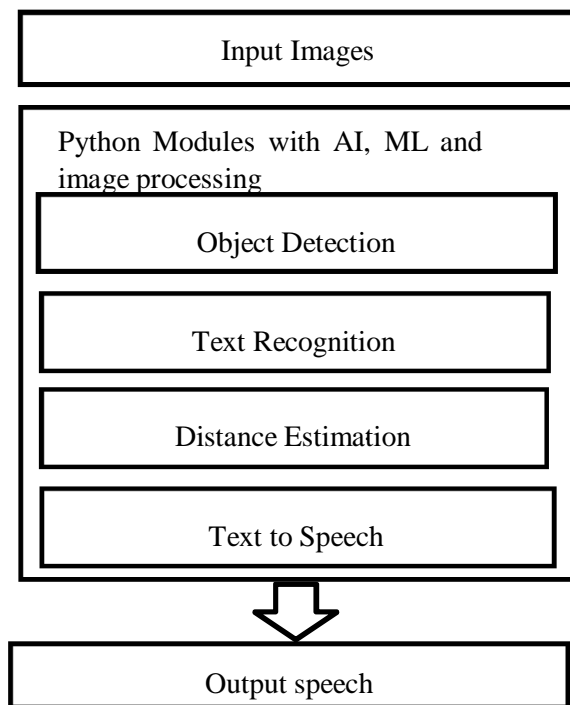 Input Images
Python Modules with AI, ML and
image processing
Object Detection
Text Recognition
Distance Estimation
Text to Speech
Output speech